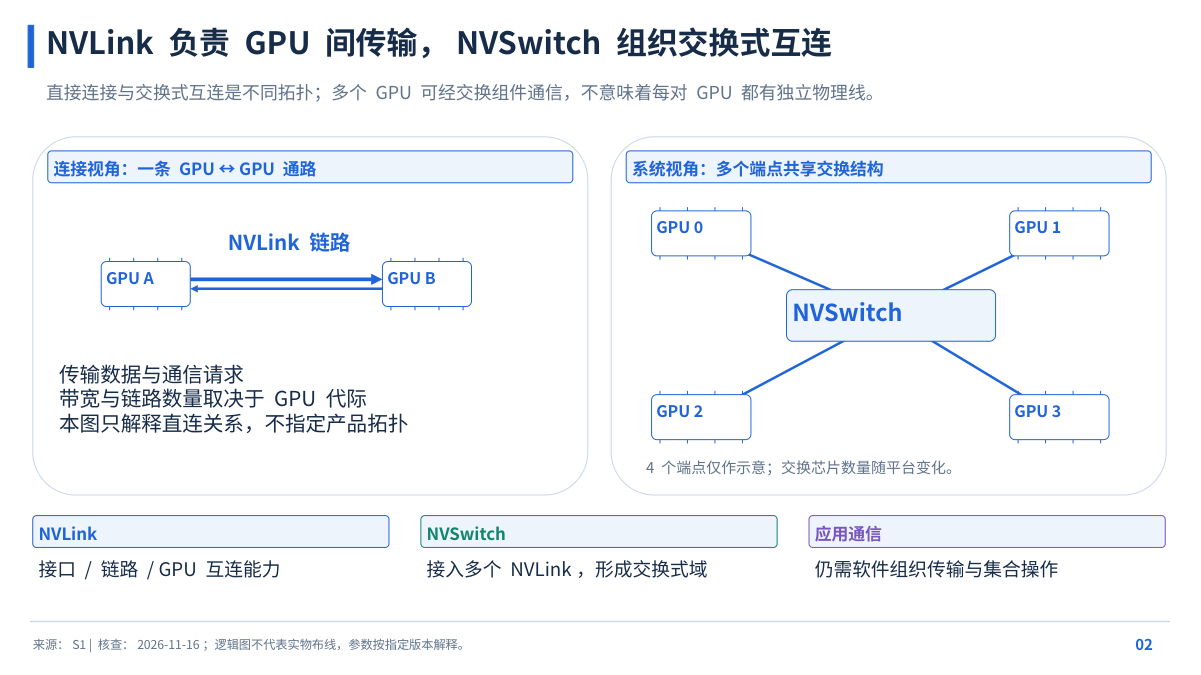 NVLink 负责 GPU 间传输， NVSwitch 组织交换式互连
直接连接与交换式互连是不同拓扑；多个 GPU 可经交换组件通信，不意味着每对 GPU 都有独立物理线。
连接视角：一条 GPU ↔ GPU 通路
NVLink 链路
GPU A
GPU B
传输数据与通信请求
带宽与链路数量取决于 GPU 代际
本图只解释直连关系，不指定产品拓扑
系统视角：多个端点共享交换结构
GPU 0
GPU 1
NVSwitch
GPU 2
GPU 3
4 个端点仅作示意；交换芯片数量随平台变化。
NVLink
接口 / 链路 / GPU 互连能力
NVSwitch
接入多个 NVLink ，形成交换式域
应用通信
仍需软件组织传输与集合操作
来源： S1 | 核查： 2026-11-16 ；逻辑图不代表实物布线，参数按指定版本解释。
02